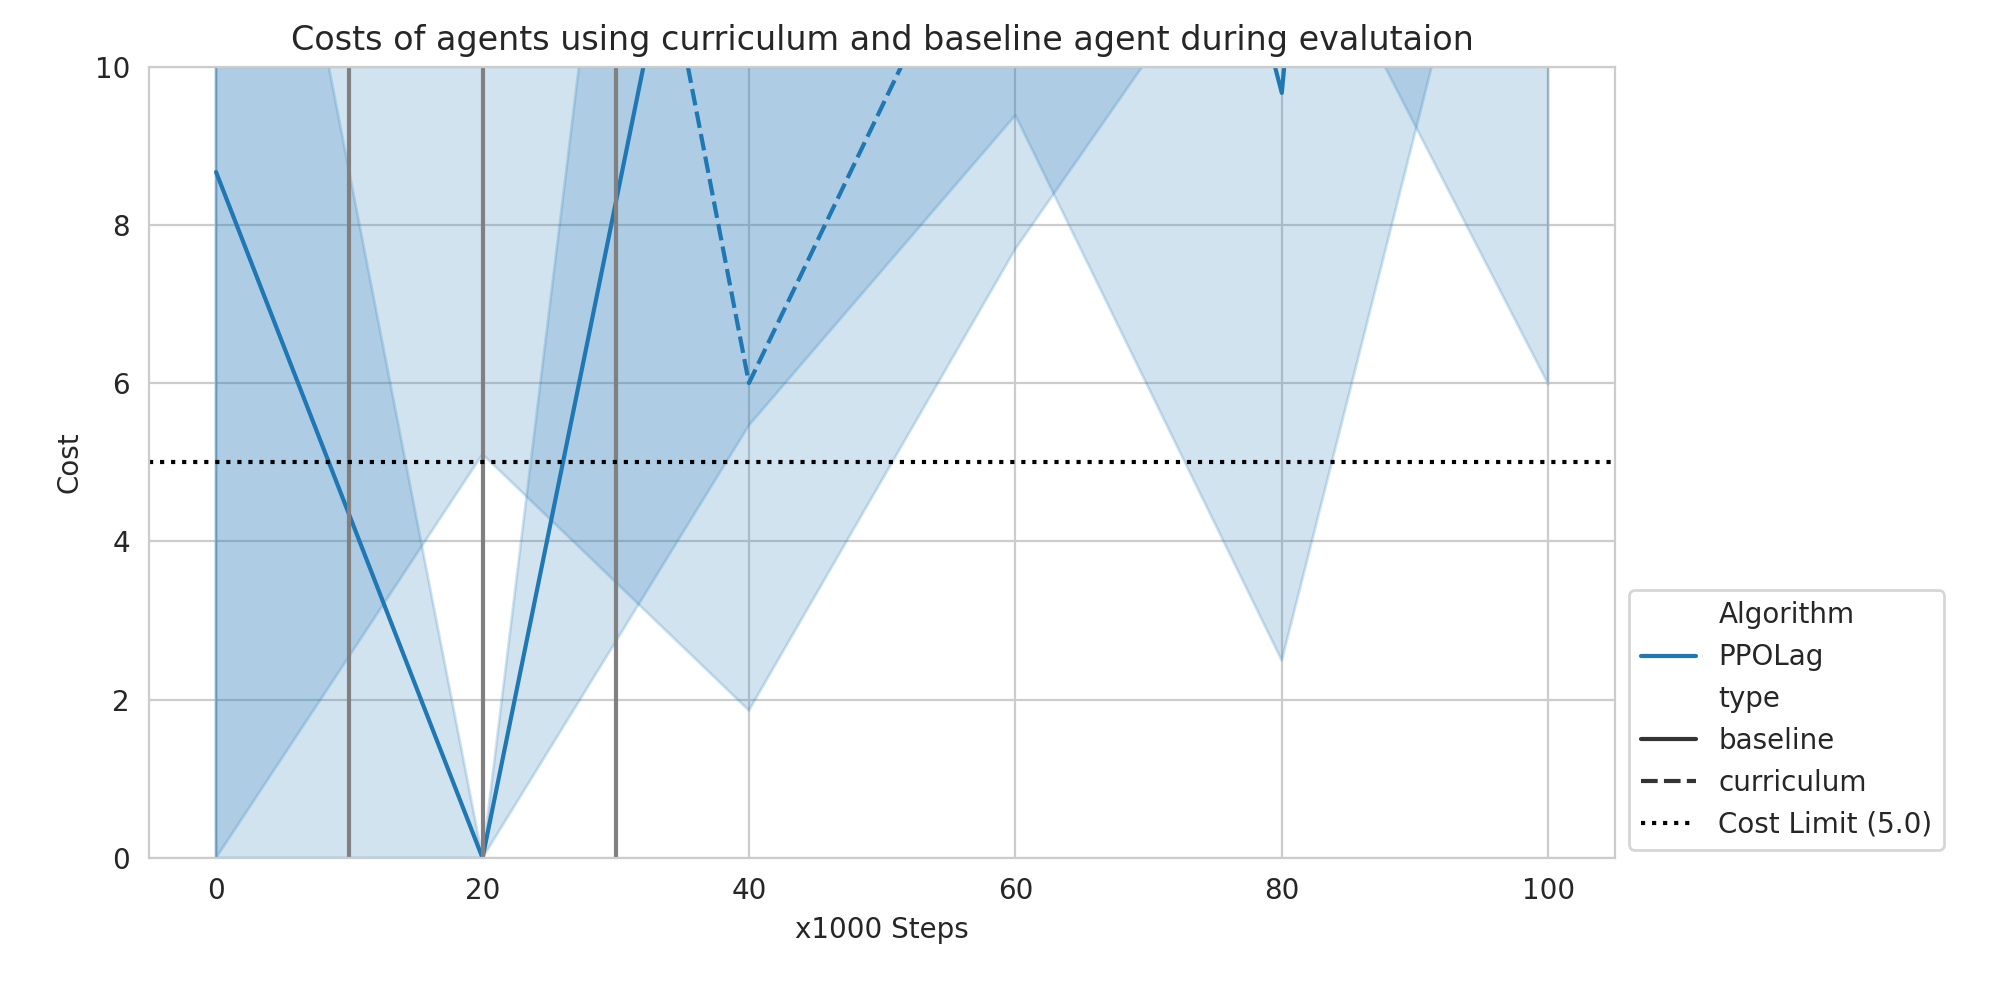 Costs of agents using curriculum and baseline agent during evalutaion
10
8
6
4
2
0
Cost
0 20 40 60 80 100
x1000 Steps
Algorithm
PPOLag
type
baseline
curriculum
Cost Limit (5.0)